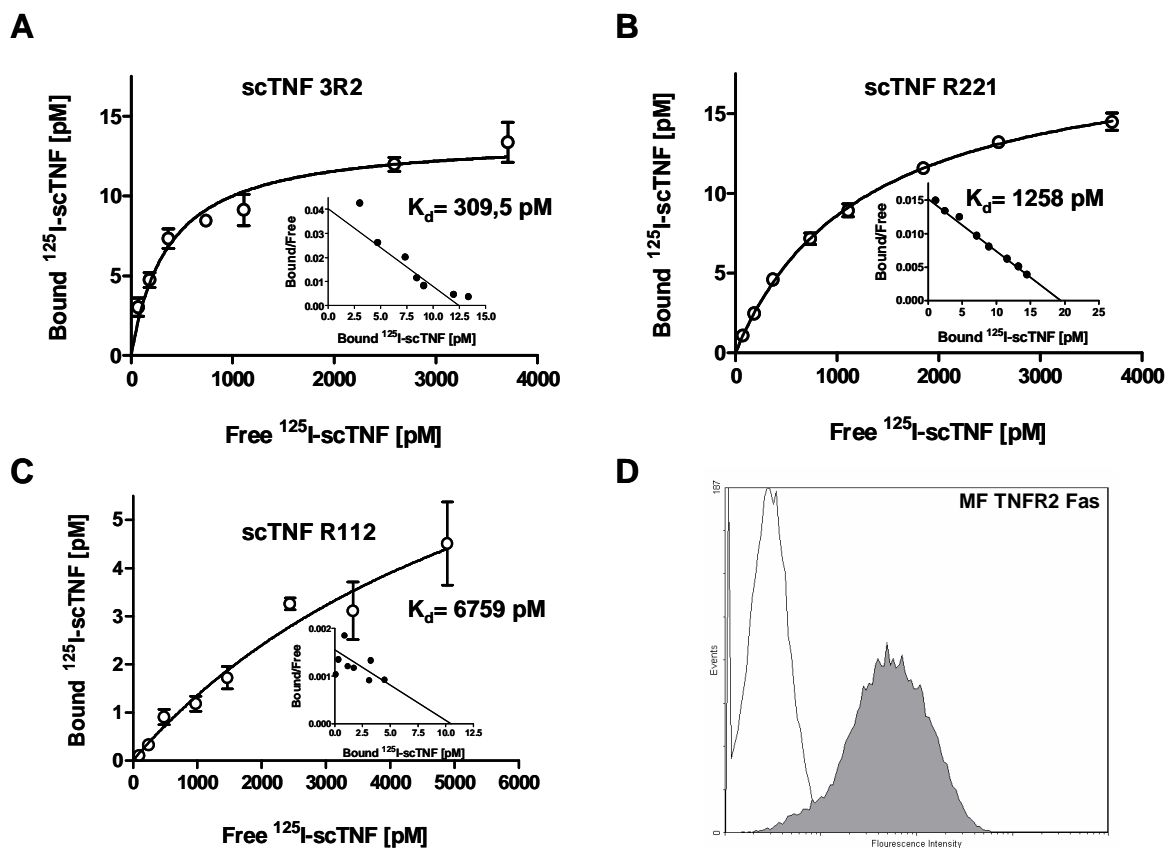 A
scTNF 3R2
Bound ¹²⁵I-scTNF [pM]
15
10
5
0
0 1000 2000 3000 4000
Free ¹²⁵I-scTNF [pM]
Kd= 309,5 pM
Bound/Free
0.04
0.03
0.02
0.01
0.00
0.0 2.5 5.0 7.5 10.0 12.5 15.0
Bound ¹²⁵I-scTNF [pM]
B
scTNF R221
Bound ¹²⁵I-scTNF [pM]
15
10
5
0
0 1000 2000 3000 4000
Free ¹²⁵I-scTNF [pM]
Kd= 1258 pM
Bound/Free
0.015
0.010
0.005
0.000
0 5 10 15 20 25
Bound ¹²⁵I-scTNF [pM]
C
scTNF R112
Bound ¹²⁵I-scTNF [pM]
5
4
3
2
1
0
0 1000 2000 3000 4000 5000 6000
Free ¹²⁵I-scTNF [pM]
Kd= 6759 pM
Bound/Free
0.002
0.001
0.000
0.0 2.5 5.0 7.5 10.0 12.5
Bound ¹²⁵I-scTNF [pM]
D
MF TNFR2 Fas
187
Events
0
Flourescence Intensity